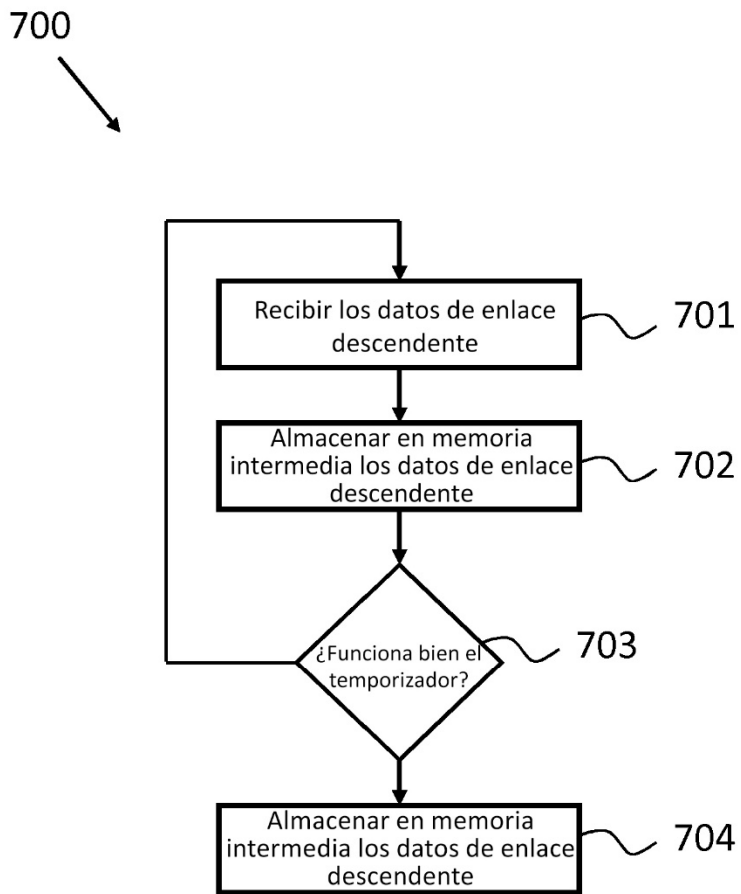 700
Recibir los datos de enlace
descendente
701
Almacenar en memoria
intermedia los datos de enlace
descendente
702
¿Funciona bien el
temporizador?
703
Almacenar en memoria
intermedia los datos de enlace
descendente
704